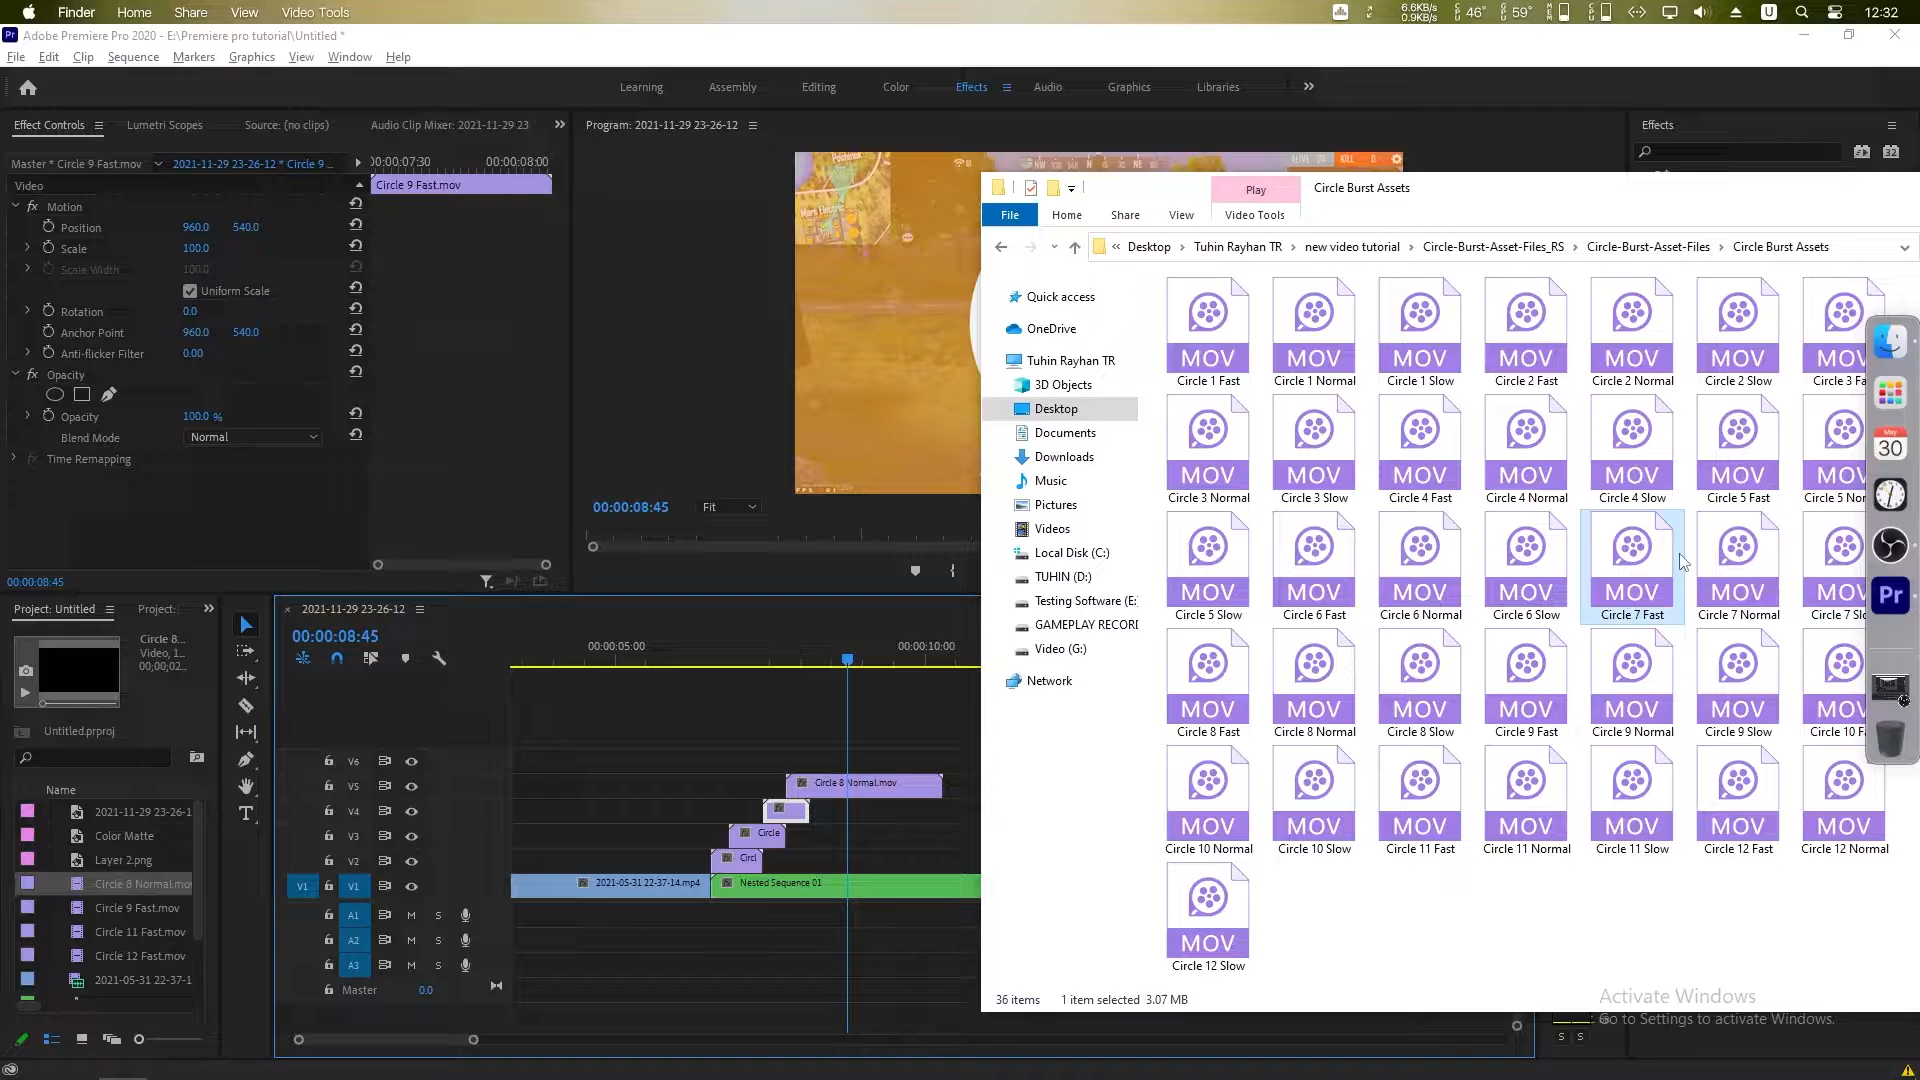 Finder Home Share View Video Tools 6.6KB/s 0.9KB/s 46° 59° U 12:32
Adobe Premiere Pro 2020 - E:\Premiere pro tutorial\Untitled *
File Edit Clip Sequence Markers Graphics View Window Help
Learning Assembly Editing Color Effects Audio Graphics Libraries
Effect Controls Lumetri Scopes Source: (no clips) Audio Clip Mixer: 2021-11-29 23
Program: 2021-11-29 23-26-12
Effects
Master * Circle 9 Fast.mov 2021-11-29 23-26-12 * Circle 9 ...
00:00:07:30 00:00:08:00
Video
Circle 9 Fast.mov
fx Motion
Position 960.0 540.0
Scale 100.0
Scale Width 100.0
Uniform Scale
Rotation 0.0
Anchor Point 960.0 540.0
Anti-flicker Filter 0.00
fx Opacity
Opacity 100.0 %
Blend Mode Normal
fx Time Remapping
00:00:08:45
00:00:08:45 Fit
Play Circle Burst Assets
File Home Share View Video Tools
« Desktop › Tuhin Rayhan TR › new video tutorial › Circle-Burst-Asset-Files_RS › Circle-Burst-Asset-Files › Circle Burst Assets
Quick access
OneDrive
Tuhin Rayhan TR
3D Objects
Desktop
Documents
Downloads
Music
Pictures
Videos
Local Disk (C:)
TUHIN (D:)
Testing Software (E:
GAMEPLAY RECORI
Video (G:)
Network
MOV MOV MOV MOV MOV MOV MOV
Circle 1 Fast Circle 1 Normal Circle 1 Slow Circle 2 Fast Circle 2 Normal Circle 2 Slow Circle 3 Fa
MOV MOV MOV MOV MOV MOV MOV
Circle 3 Normal Circle 3 Slow Circle 4 Fast Circle 4 Normal Circle 4 Slow Circle 5 Fast Circle 5 Nor
MOV MOV MOV MOV MOV MOV MOV
Circle 5 Slow Circle 6 Fast Circle 6 Normal Circle 6 Slow Circle 7 Fast Circle 7 Normal Circle 7 Slo
MOV MOV MOV MOV MOV MOV MOV
Circle 8 Fast Circle 8 Normal Circle 8 Slow Circle 9 Fast Circle 9 Normal Circle 9 Slow Circle 10 F
MOV MOV MOV MOV MOV MOV MOV
Circle 10 Normal Circle 10 Slow Circle 11 Fast Circle 11 Normal Circle 11 Slow Circle 12 Fast Circle 12 Normal
MOV
Circle 12 Slow
36 items 1 item selected 3.07 MB
May
30
Pr
Activate Windows
Go to Settings to activate Windows.
Project: Untitled Project:
Circle 8...
Video, 1...
00;00;02...
Untitled.prproj
Name
2021-11-29 23-26-1
Color Matte
Layer 2.png
Circle 8 Normal.mov
Circle 9 Fast.mov
Circle 11 Fast.mov
Circle 12 Fast.mov
2021-05-31 22-37-1
2021-11-29 23-26-12
00:00:08:45
00:00:05:00 00:00:10:00
V6
V5 Circle 8 Normal.mov
V4
V3 Circle
V2 Circl
V1 V1 2021-05-31 22-37-14.mp4 Nested Sequence 01
A1 M S
A2 M S
A3 M S
Master 0.0
S S